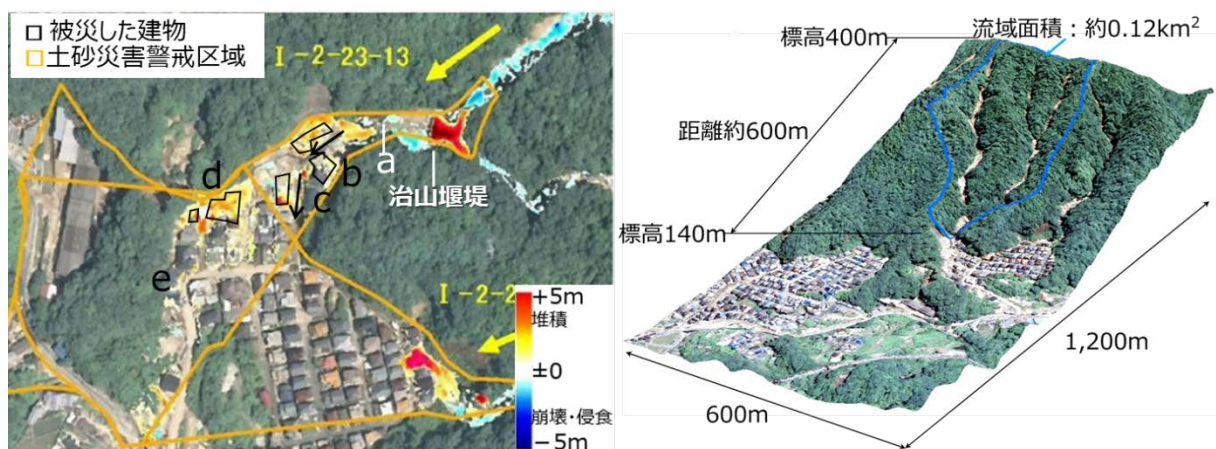 被災した建物
土砂災害警戒区域
I-2-23-13
a
b
c
d
e
治山堰堤
I-2-2
+5m
堆積
±0
崩壊・侵食
-5m
標高400m
流域面積:約0.12km²
距離約600m
標高140m
1,200m
600m